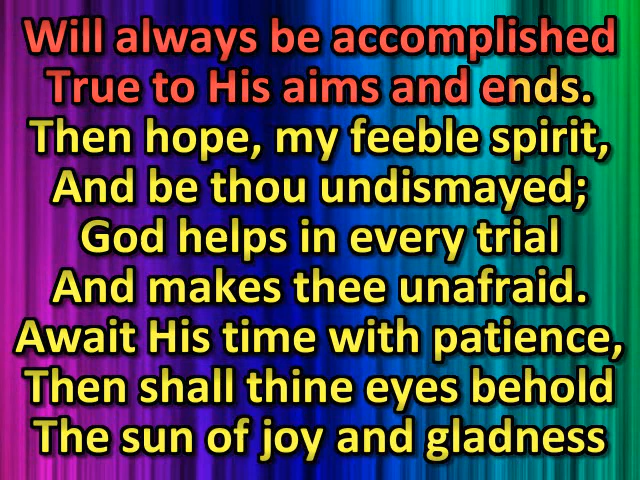 Will always be accomplished
True to His aims and ends.
Then hope, my feeble spirit,
And be thou undismayed;
God helps in every trial
And makes thee unafraid.
Await His time with patience,
Then shall thine eyes behold
The sun of joy and gladness